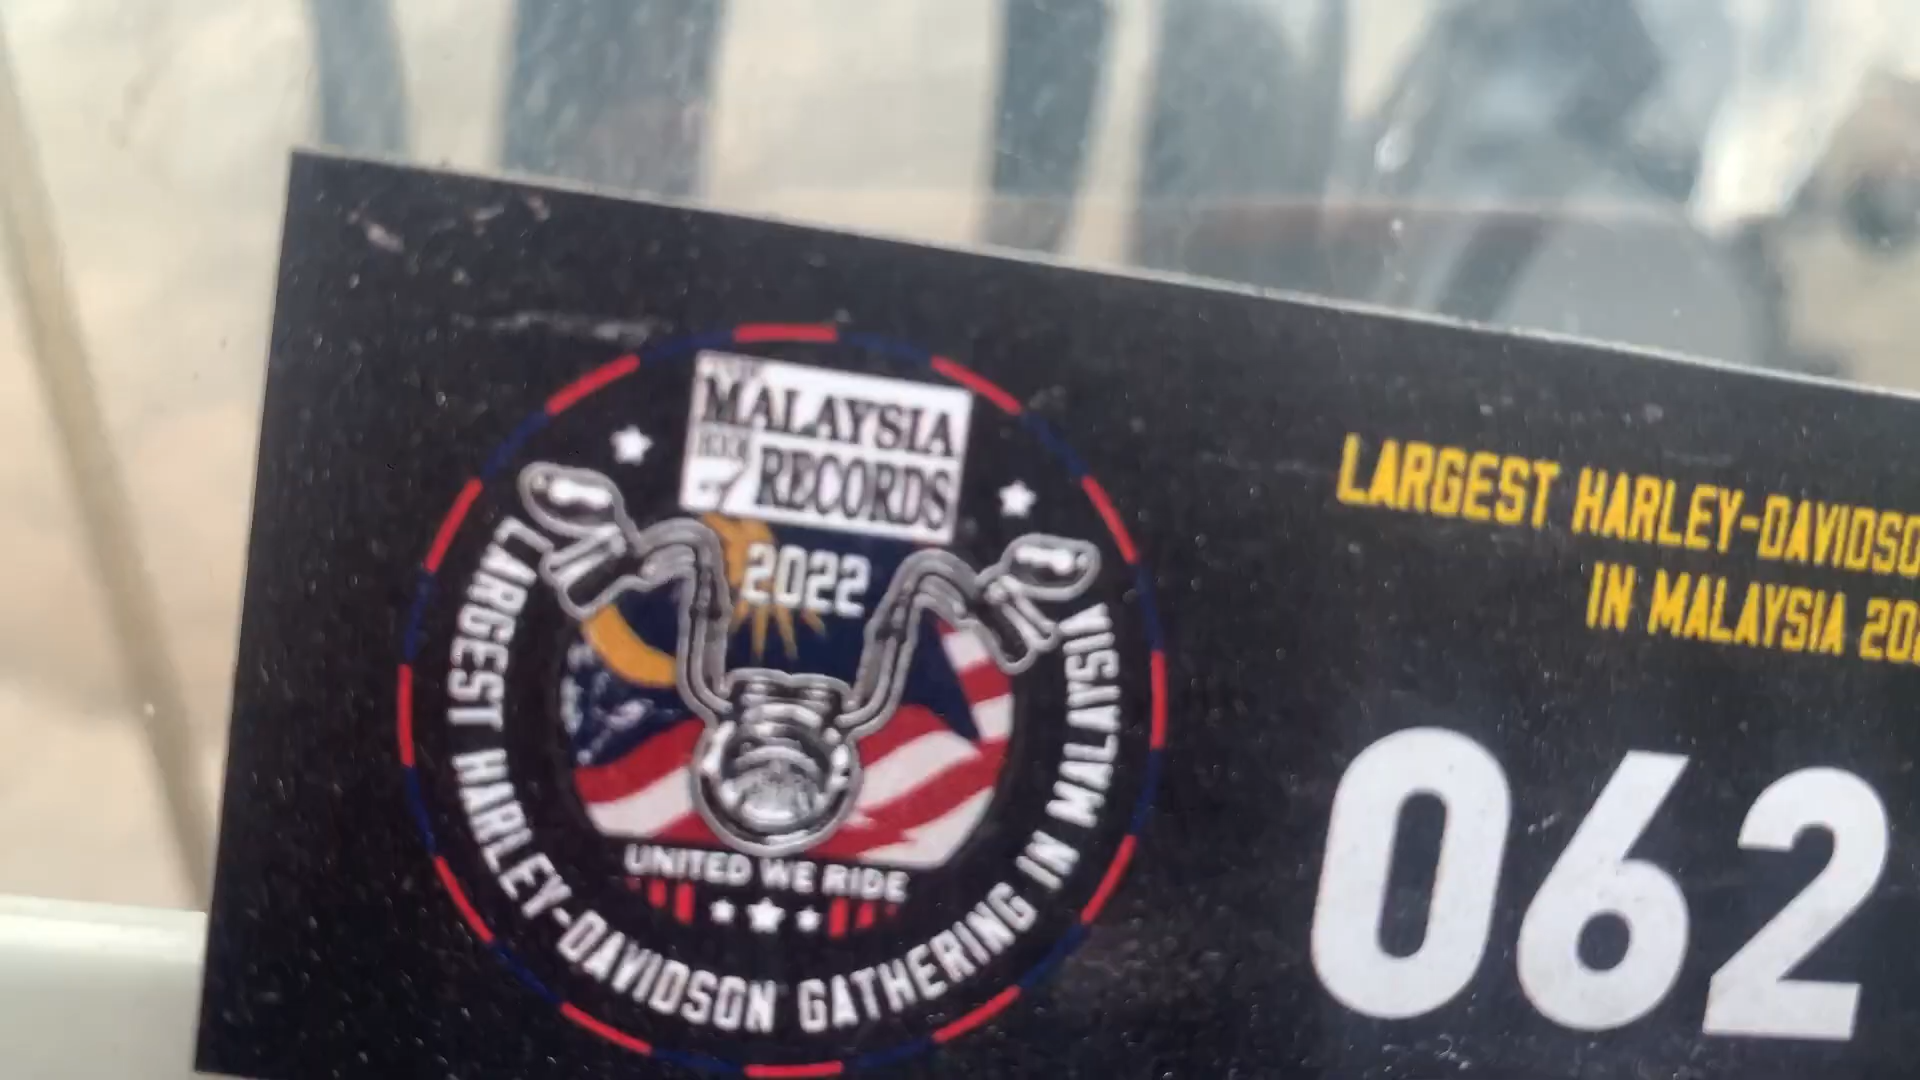 MALAYSIA
RECORDS
2022
UNITED WE RIDE
LARGEST HARLEY-DAVIDSON GATHERING IN MALAYSIA
LARGEST HARLEY-DAVIDSO
IN MALAYSIA 20
062